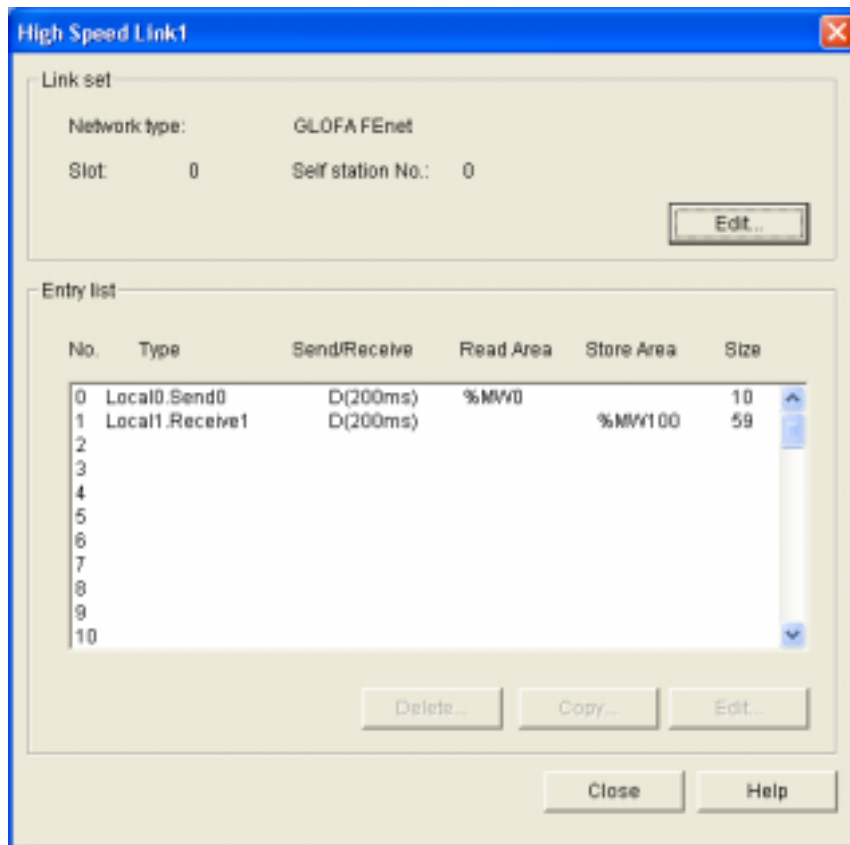 High Speed Link1
Link set
Network type: GLOFA FEnet
Slot: 0 Self station No.: 0
Edit...
Entry list
No. Type Send/Receive Read Area Store Area Size
0 Local0.Send0 D(200ms) %MW0 10
1 Local1.Receive1 D(200ms) %MW100 59
2
3
4
5
6
7
8
9
10
Delete... Copy... Edit...
Close Help